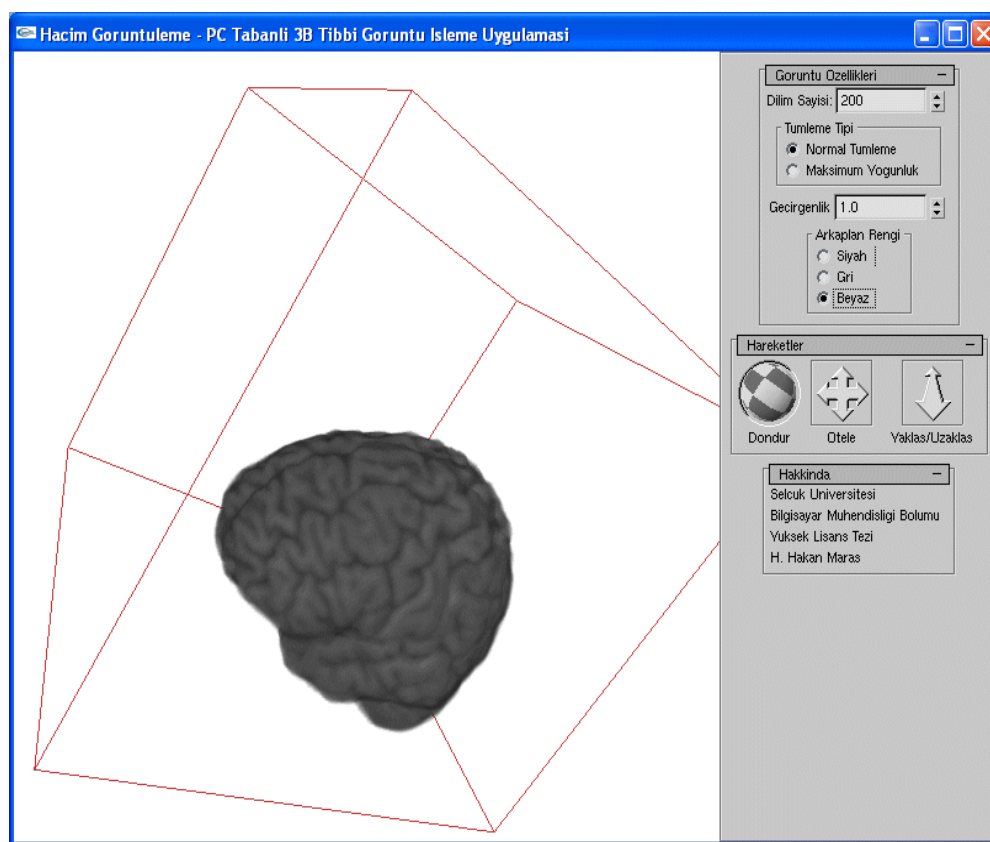 Hacim Goruntuleme - PC Tabanli 3B Tibbi Goruntu Isleme Uygulamasi
Goruntu Ozellikleri
Dilim Sayisi: 200
Tumleme Tipi
Normal Tumleme
Maksimum Yogunluk
Gecirgenlik 1.0
Arkaplan Rengi
Siyah
Gri
Beyaz
Hareketler
Dondur Otele Yaklas/Uzaklas
Hakkinda
Selcuk Universitesi
Bilgisayar Muhendisligi Bolumu
Yuksek Lisans Tezi
H. Hakan Maras